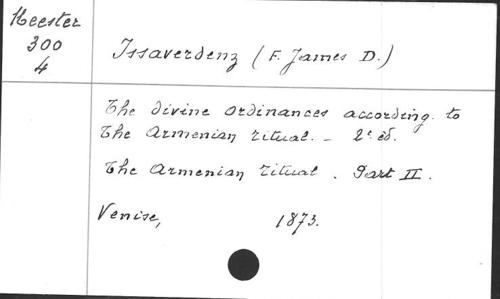 Heester
300
4
Issaverdenz (F. James D.)
The divine ordinances according to
the Armenian ritual. - 2e éd.
The Armenian ritual. Part II.
Venise, 1873.